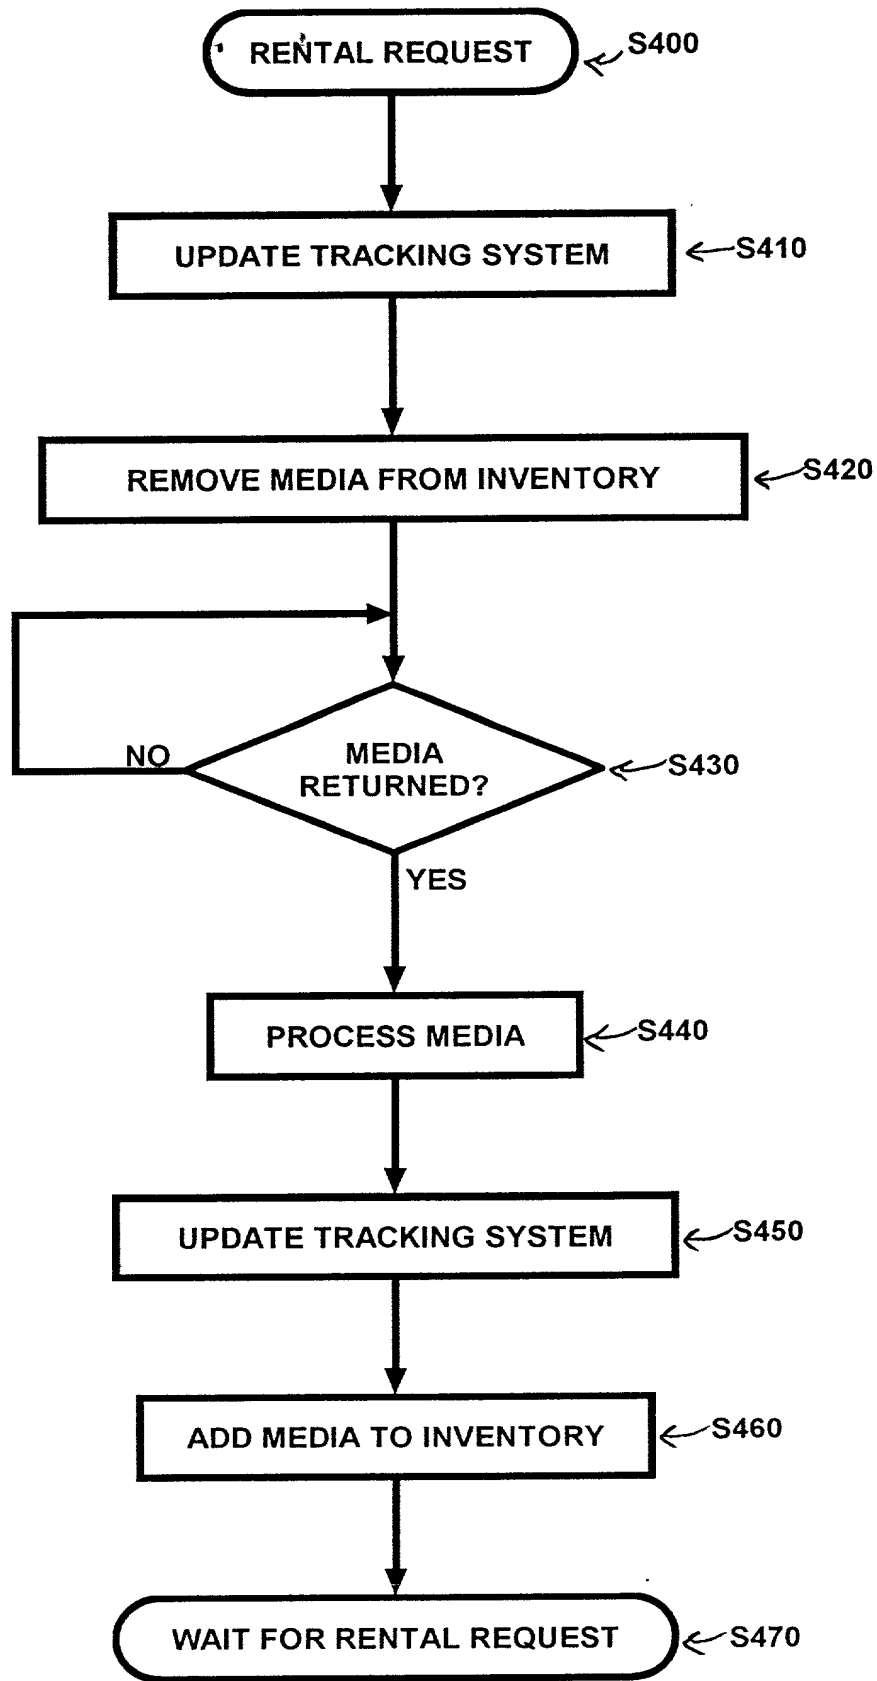 RENTAL REQUEST
S400
UPDATE TRACKING SYSTEM
S410
REMOVE MEDIA FROM INVENTORY
S420
MEDIA
RETURNED?
S430
NO
YES
PROCESS MEDIA
S440
UPDATE TRACKING SYSTEM
S450
ADD MEDIA TO INVENTORY
S460
WAIT FOR RENTAL REQUEST
S470